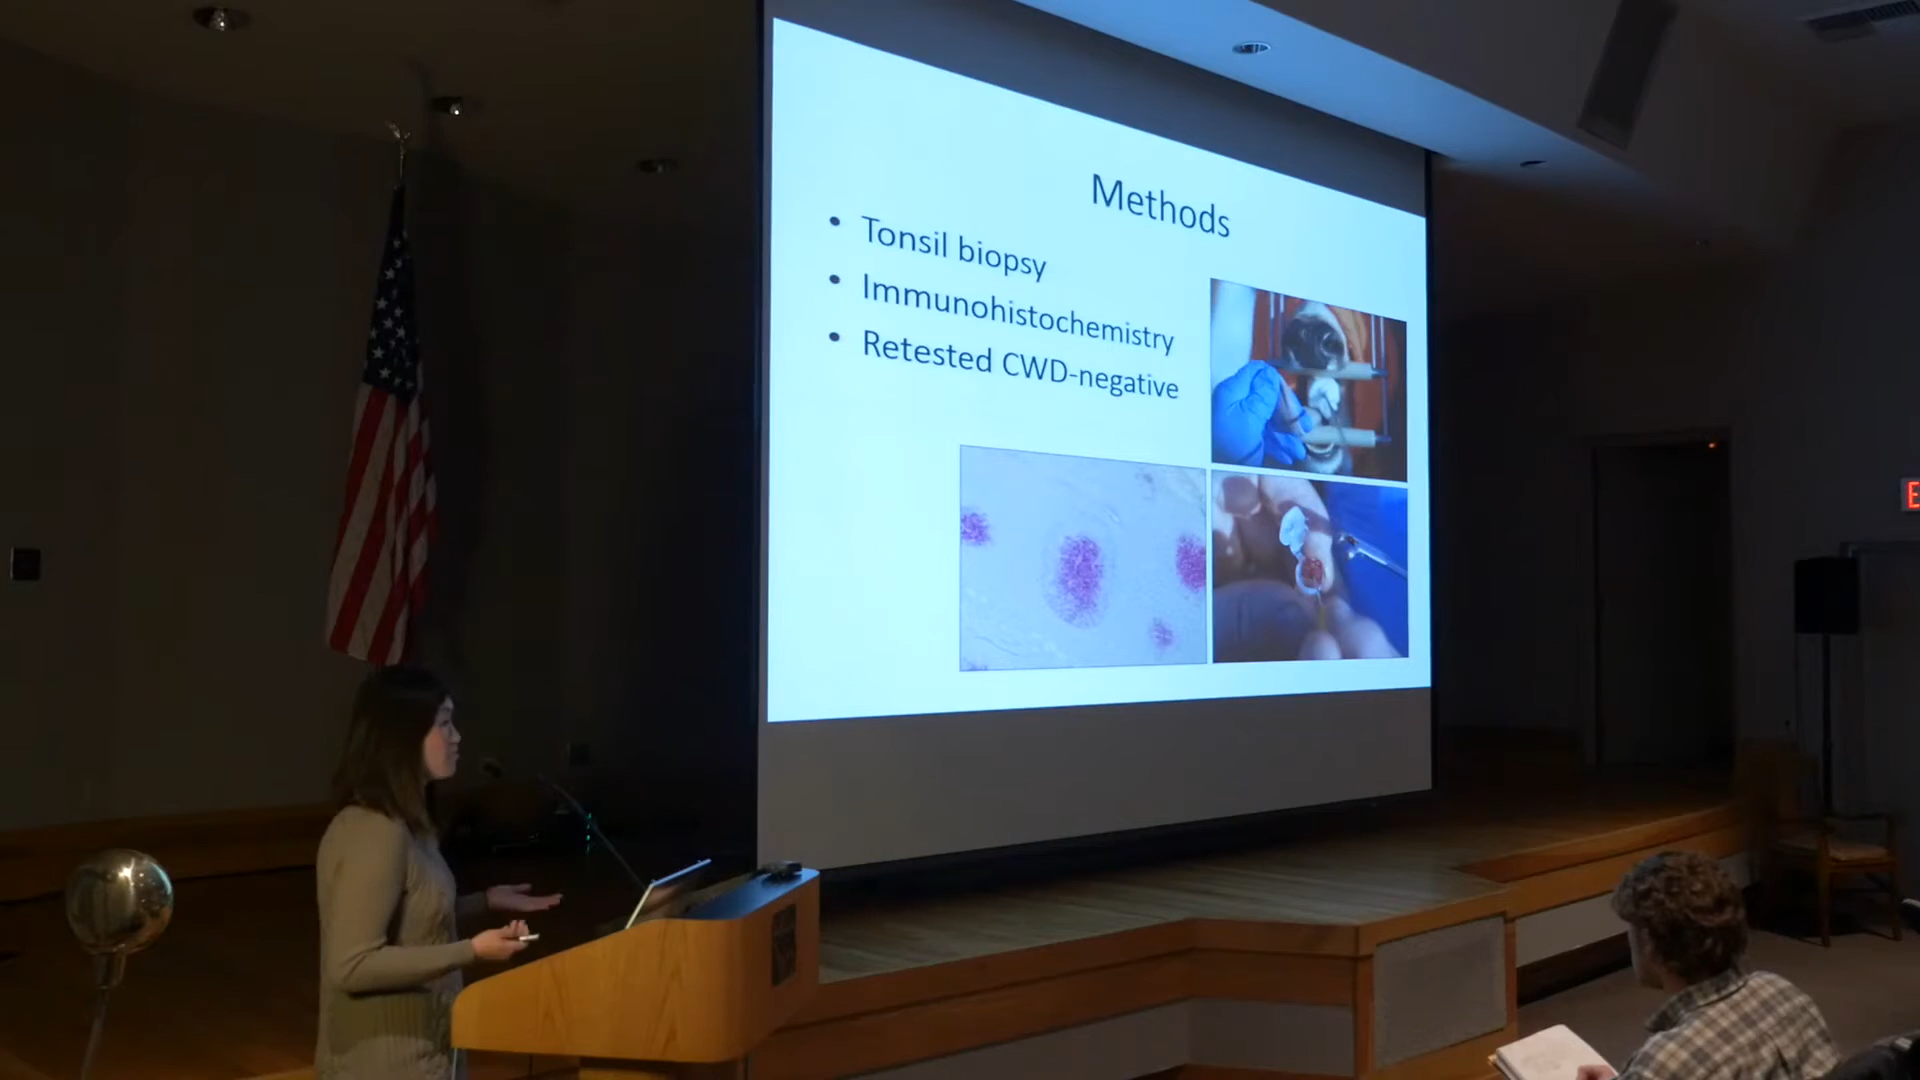 Methods
• Tonsil biopsy
• Immunohistochemistry
• Retested CWD-negative
E